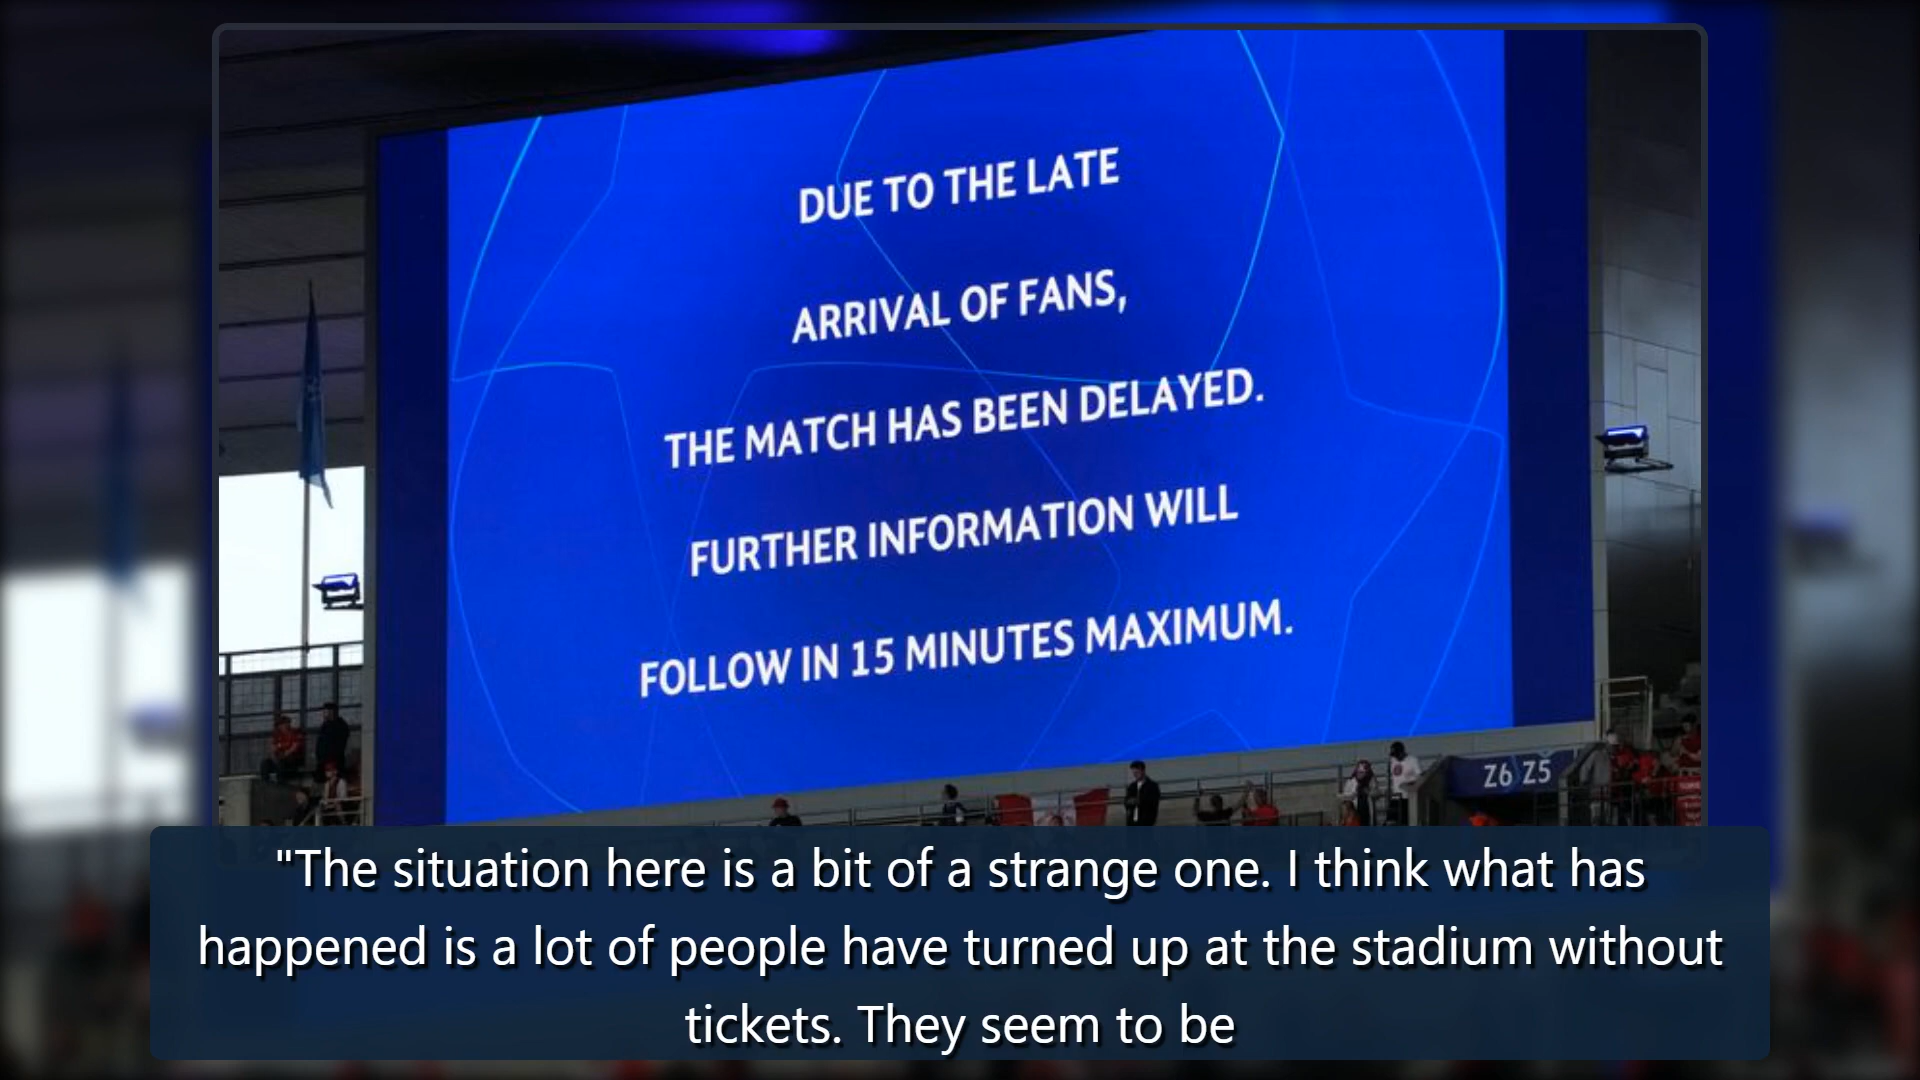 DUE TO THE LATE
ARRIVAL OF FANS,
THE MATCH HAS BEEN DELAYED.
FURTHER INFORMATION WILL
FOLLOW IN 15 MINUTES MAXIMUM.
Z6 Z5
"The situation here is a bit of a strange one. I think what has
happened is a lot of people have turned up at the stadium without
tickets. They seem to be